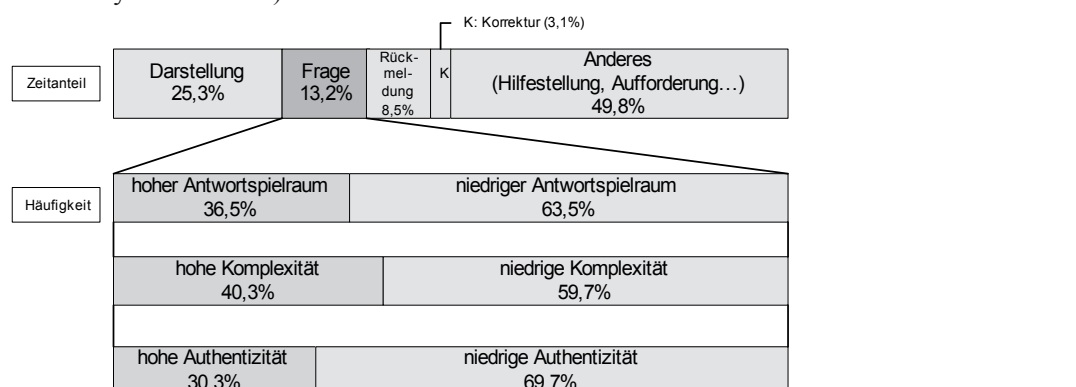 K: Korrektur (3,1%)
Zeitanteil
Darstellung
25,3%
Frage
13,2%
Rück-
mel-
dung
8,5%
K
Anderes
(Hilfestellung, Aufforderung…)
49,8%
Häufigkeit
hoher Antwortspielraum
36,5%
niedriger Antwortspielraum
63,5%
hohe Komplexität
40,3%
niedrige Komplexität
59,7%
hohe Authentizität
30,3%
niedrige Authentizität
69,7%